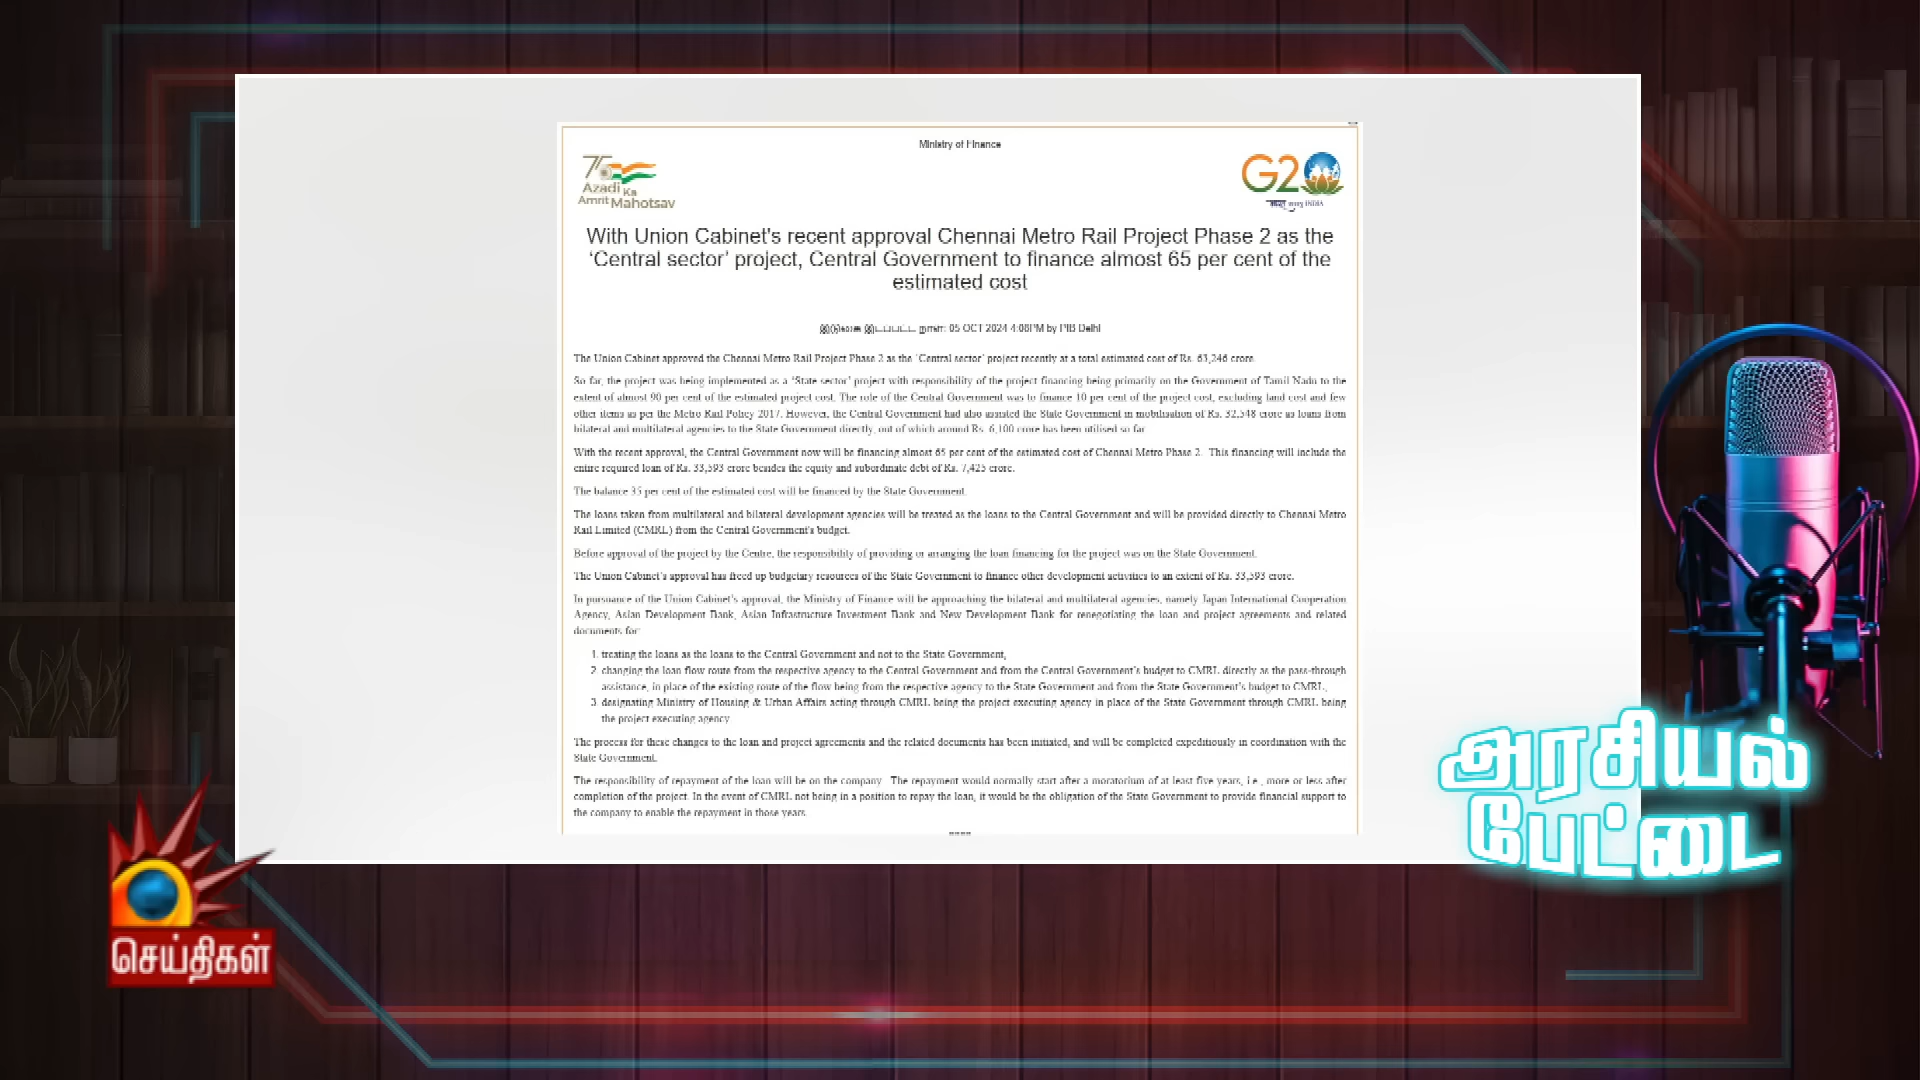 Ministry of Finance
75
Azadi Ka
Amrit Mahotsav
G20
भारत 2023 INDIA
With Union Cabinet's recent approval Chennai Metro Rail Project Phase 2 as the
‘Central sector’ project, Central Government to finance almost 65 per cent of the
estimated cost
இடுகை இடப்பட்ட நாள்: 05 OCT 2024 4:08PM by PIB Delhi
The Union Cabinet approved the Chennai Metro Rail Project Phase 2 as the ‘Central sector’ project recently at a total estimated cost of Rs. 63,246 crore.
So far, the project was being implemented as a ‘State sector’ project with responsibility of the project financing being primarily on the Government of Tamil Nadu to the
extent of almost 90 per cent of the estimated project cost. The role of the Central Government was to finance 10 per cent of the project cost, excluding land cost and few
other items as per the Metro Rail Policy 2017. However, the Central Government had also assisted the State Government in mobilisation of Rs. 32,548 crore as loans from
bilateral and multilateral agencies to the State Government directly, out of which around Rs. 6,100 crore has been utilised so far.
With the recent approval, the Central Government now will be financing almost 65 per cent of the estimated cost of Chennai Metro Phase 2. This financing will include the
entire required loan of Rs. 33,593 crore besides the equity and subordinate debt of Rs. 7,425 crore.
The balance 35 per cent of the estimated cost will be financed by the State Government.
The loans taken from multilateral and bilateral development agencies will be treated as the loans to the Central Government and will be provided directly to Chennai Metro
Rail Limited (CMRL) from the Central Government's budget.
Before approval of the project by the Centre, the responsibility of providing or arranging the loan financing for the project was on the State Government.
The Union Cabinet's approval has freed up budgetary resources of the State Government to finance other development activities to an extent of Rs. 33,593 crore.
In pursuance of the Union Cabinet's approval, the Ministry of Finance will be approaching the bilateral and multilateral agencies, namely Japan International Cooperation
Agency, Asian Development Bank, Asian Infrastructure Investment Bank and New Development Bank for renegotiating the loan and project agreements and related
documents for:
1. treating the loans as the loans to the Central Government and not to the State Government,
2. changing the loan flow route from the respective agency to the Central Government and from the Central Government's budget to CMRL directly as the pass-through
assistance, in place of the existing route of the flow being from the respective agency to the State Government and from the State Government's budget to CMRL,
3. designating Ministry of Housing & Urban Affairs acting through CMRL being the project executing agency in place of the State Government through CMRL being
the project executing agency.
The process for these changes to the loan and project agreements and the related documents has been initiated, and will be completed expeditiously in coordination with the
State Government.
The responsibility of repayment of the loan will be on the company. The repayment would normally start after a moratorium of at least five years, i.e., more or less after
completion of the project. In the event of CMRL not being in a position to repay the loan, it would be the obligation of the State Government to provide financial support to
the company to enable the repayment in those years.
****
அரசியல்
பேட்டை
செய்திகள்